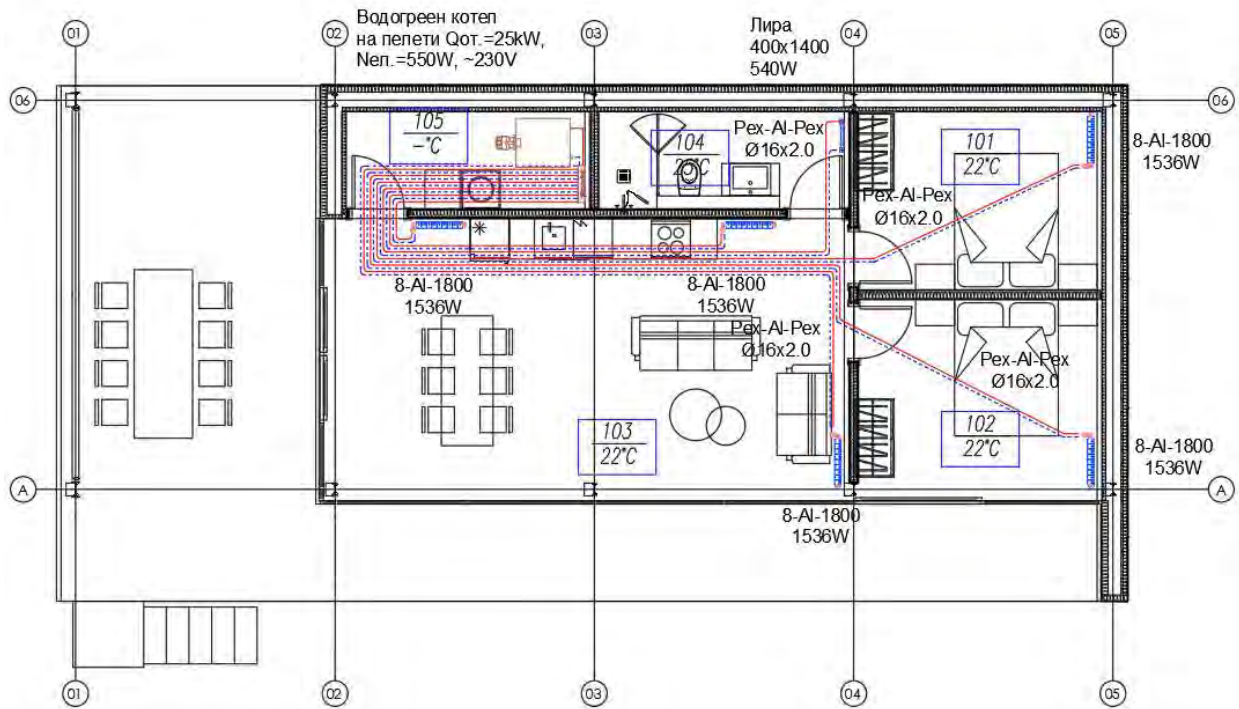 Водогреен котел
на пелети Qот.=25kW,
Nел.=550W, ~230V
Лира
400x1400
540W
01
02
03
04
05
06
06
105
–°C
104
Pex-Al-Pex
Ø16x2.0
101
22°C
8-Al-1800
1536W
Pex-Al-Pex
Ø16x2.0
8-Al-1800
1536W
8-Al-1800
1536W
Pex-Al-Pex
Ø16x2.0
Pex-Al-Pex
Ø16x2.0
103
22°C
102
22°C
8-Al-1800
1536W
8-Al-1800
1536W
A
A
01
02
03
04
05